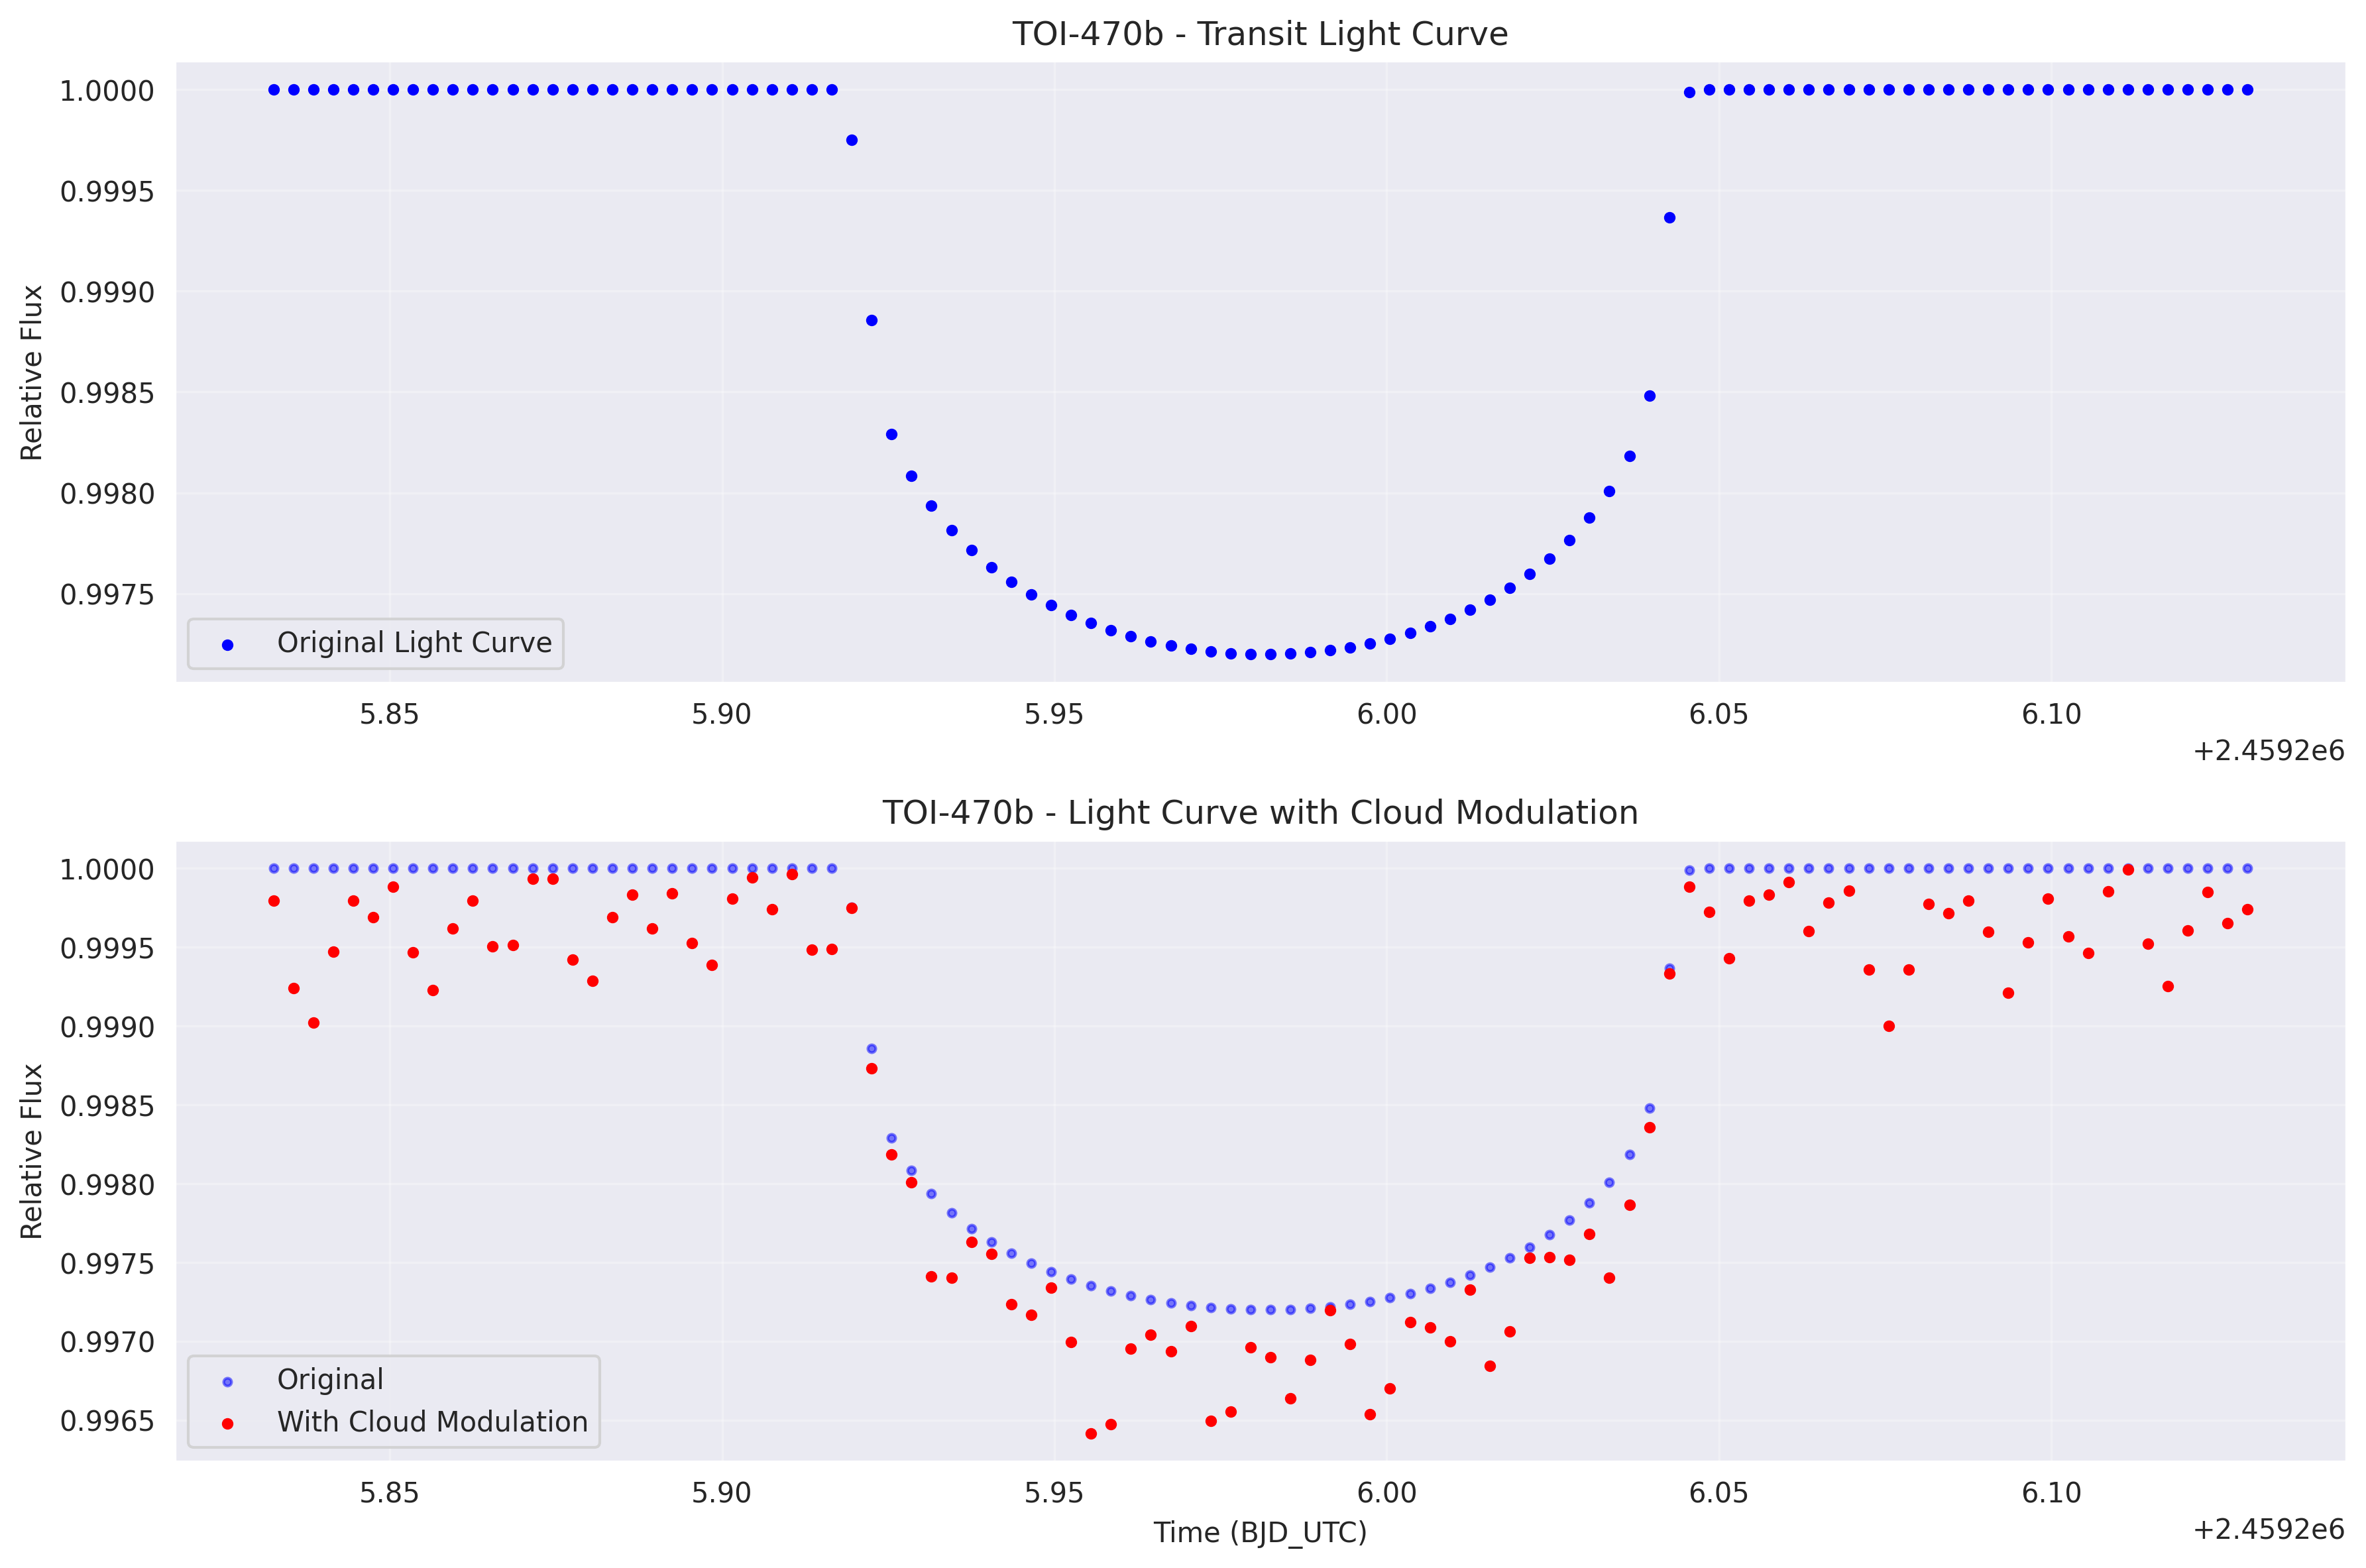 TOI-470b - Transit Light Curve
Relative Flux
1.0000
0.9995
0.9990
0.9985
0.9980
0.9975
Original Light Curve
5.85 5.90 5.95 6.00 6.05 6.10
+2.4592e6
TOI-470b - Light Curve with Cloud Modulation
Relative Flux
1.0000
0.9995
0.9990
0.9985
0.9980
0.9975
0.9970
0.9965
Original
With Cloud Modulation
5.85 5.90 5.95 6.00 6.05 6.10
Time (BJD_UTC)
+2.4592e6